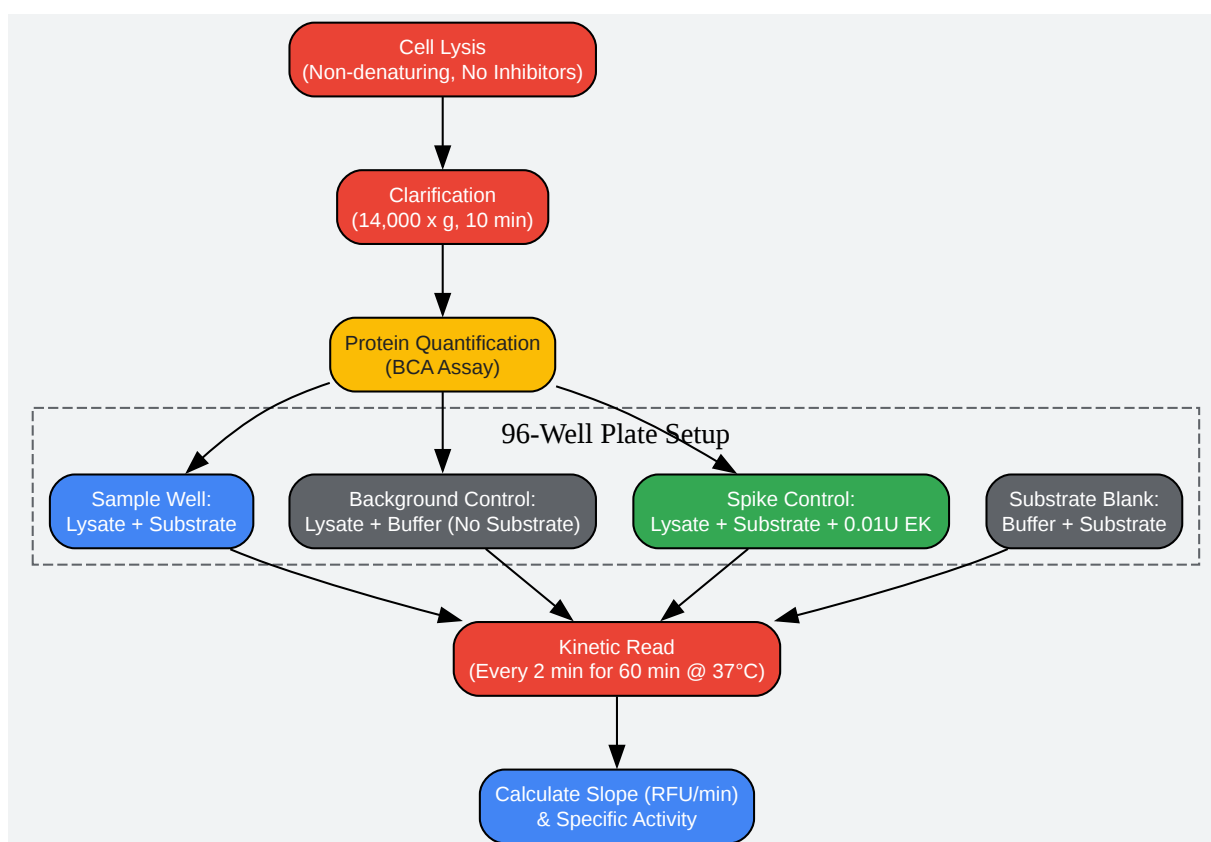 Cell Lysis
(Non-denaturing, No Inhibitors)
Clarification
(14,000 x g, 10 min)
Protein Quantification
(BCA Assay)
96-Well Plate Setup
Sample Well:
Lysate + Substrate
Background Control:
Lysate + Buffer (No Substrate)
Spike Control:
Lysate + Substrate + 0.01U EK
Substrate Blank:
Buffer + Substrate
Kinetic Read
(Every 2 min for 60 min @ 37°C)
Calculate Slope (RFU/min)
& Specific Activity